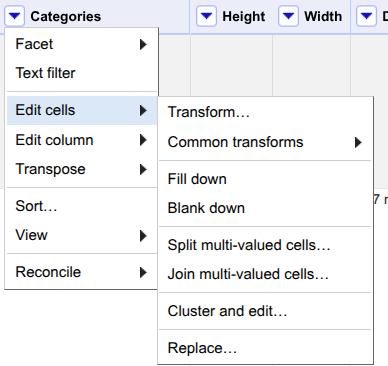 Categories
Height
Width
D
Facet
Text filter
Edit cells
Edit column
Transpose
Sort…
View
Reconcile
Transform…
Common transforms
Fill down
Blank down
Split multi-valued cells…
Join multi-valued cells…
Cluster and edit…
Replace…
7 r